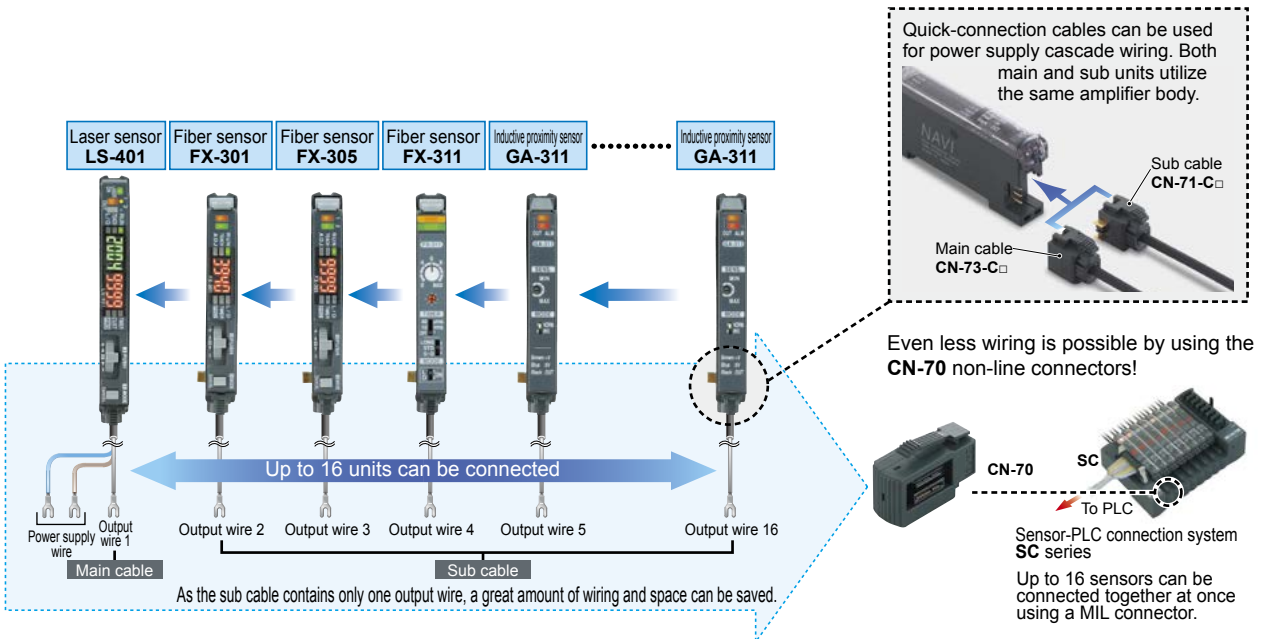 Quick-connection cables can be used
for power supply cascade wiring. Both
main and sub units utilize
the same amplifier body.
NAVI
Sub cable
CN-71-C□
Main cable
CN-73-C□
Laser sensor
LS-401
Fiber sensor
FX-301
Fiber sensor
FX-305
Fiber sensor
FX-311
Inductive proximity sensor
GA-311
Inductive proximity sensor
GA-311
Up to 16 units can be connected
Power supply
wire
Output
wire 1
Output wire 2
Output wire 3
Output wire 4
Output wire 5
Output wire 16
Main cable
Sub cable
As the sub cable contains only one output wire, a great amount of wiring and space can be saved.
Even less wiring is possible by using the
CN-70 non-line connectors!
CN-70
SC
To PLC
Sensor-PLC connection system
SC series
Up to 16 sensors can be
connected together at once
using a MIL connector.